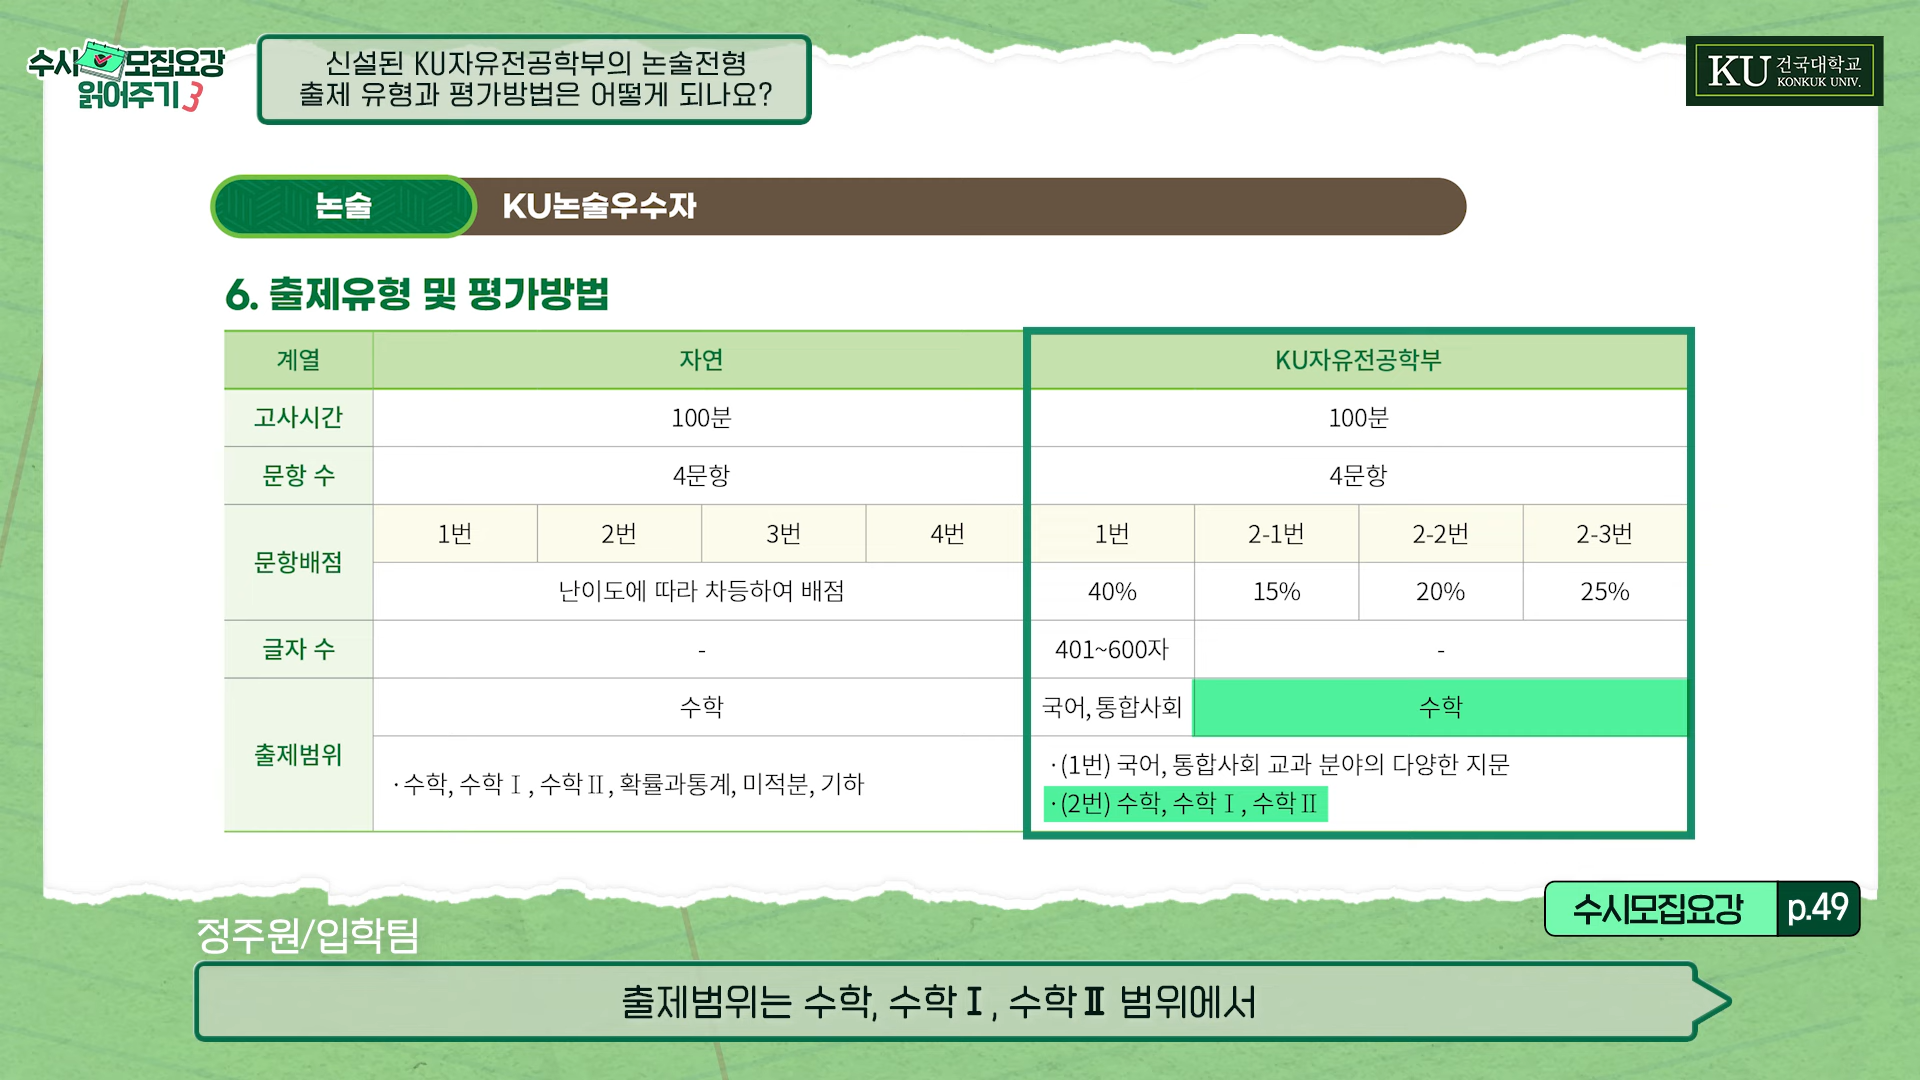 수시 모집요강
읽어주기 3
신설된 KU자유전공학부의 논술전형
출제 유형과 평가방법은 어떻게 되나요?
KU 건국대학교
KONKUK UNIV.
논술 KU논술우수자
6. 출제유형 및 평가방법
계열 자연 KU자유전공학부
고사시간 100분 100분
문항 수 4문항 4문항
문항배점 1번 2번 3번 4번 1번 2-1번 2-2번 2-3번
난이도에 따라 차등하여 배점 40% 15% 20% 25%
글자 수 - 401~600자 -
출제범위 수학 국어, 통합사회 수학
· 수학, 수학Ⅰ, 수학Ⅱ, 확률과통계, 미적분, 기하
· (1번) 국어, 통합사회 교과 분야의 다양한 지문
· (2번) 수학, 수학Ⅰ, 수학Ⅱ
수시모집요강 p.49
정주원/입학팀
출제범위는 수학, 수학Ⅰ, 수학Ⅱ 범위에서